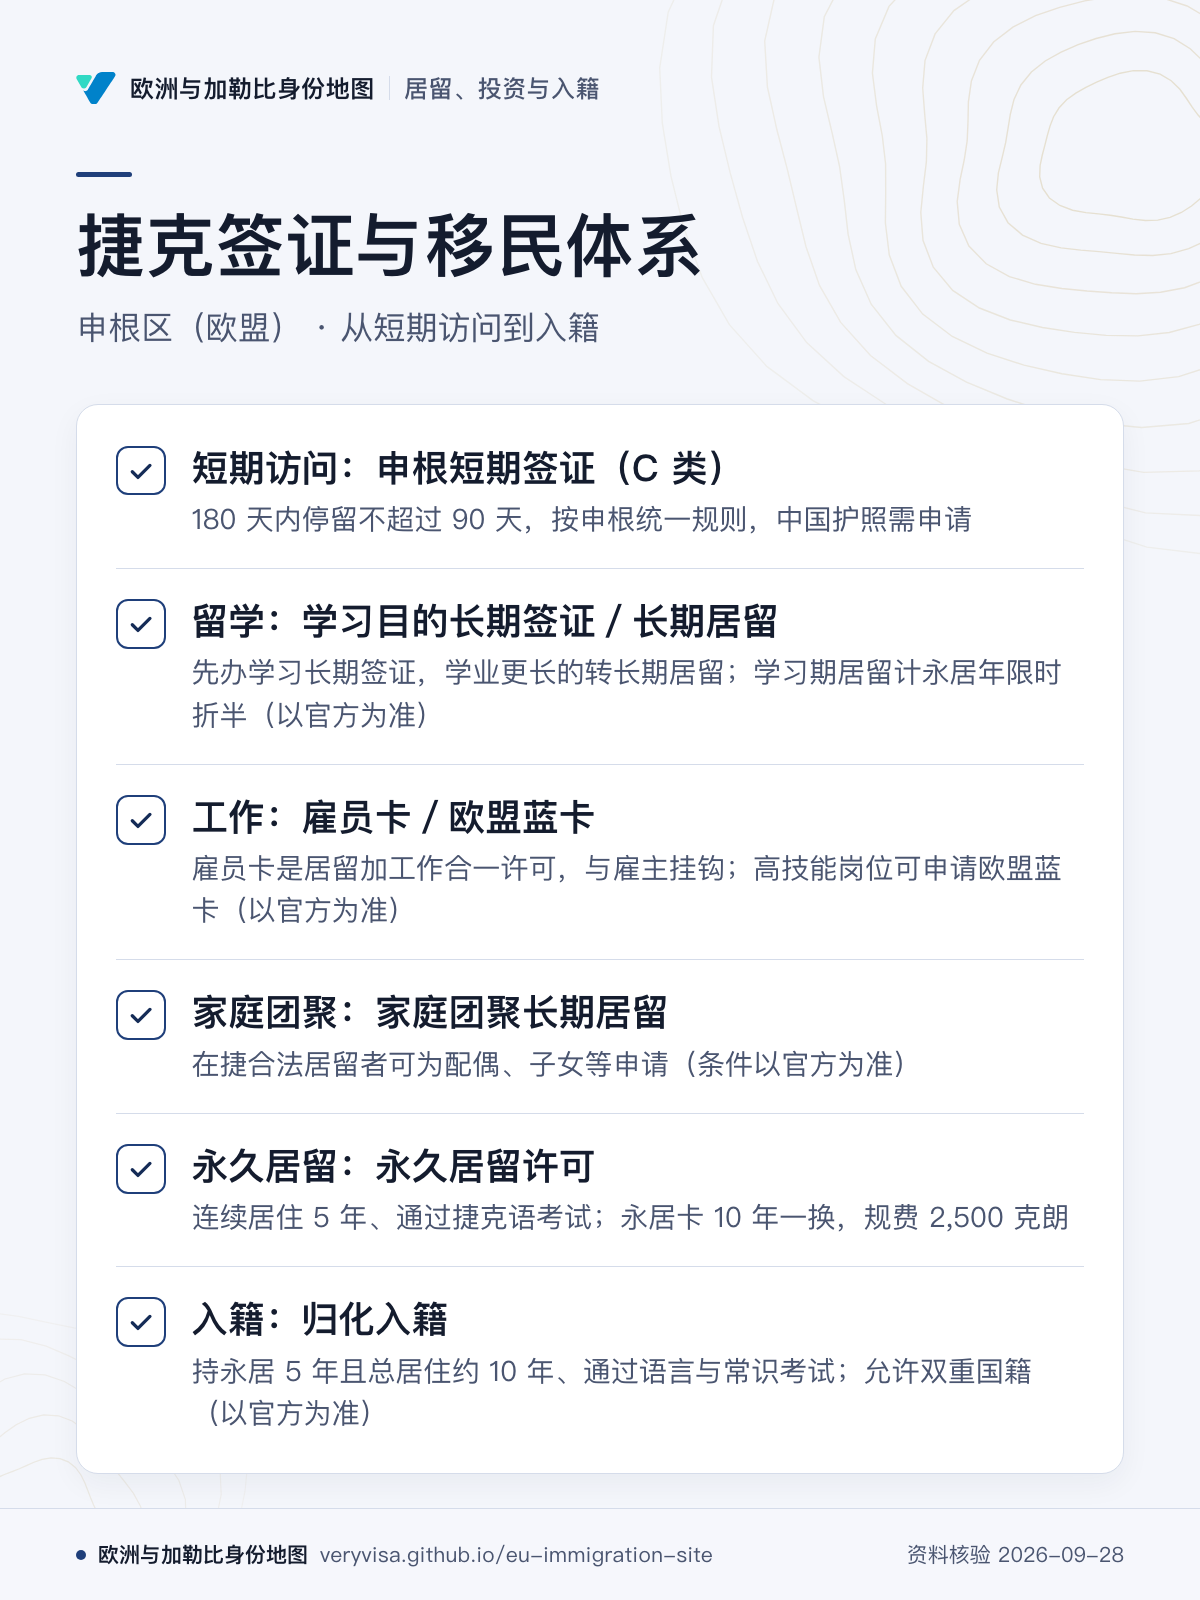 欧洲与加勒比身份地图 居留、投资与入籍
捷克签证与移民体系
申根区（欧盟） · 从短期访问到入籍
短期访问：申根短期签证（C 类）
180 天内停留不超过 90 天，按申根统一规则，中国护照需申请
留学：学习目的长期签证 / 长期居留
先办学习长期签证，学业更长的转长期居留；学习期居留计永居年限时
折半（以官方为准）
工作：雇员卡 / 欧盟蓝卡
雇员卡是居留加工作合一许可，与雇主挂钩；高技能岗位可申请欧盟蓝
卡（以官方为准）
家庭团聚：家庭团聚长期居留
在捷合法居留者可为配偶、子女等申请（条件以官方为准）
永久居留：永久居留许可
连续居住 5 年、通过捷克语考试；永居卡 10 年一换，规费 2,500 克朗
入籍：归化入籍
持永居 5 年且总居住约 10 年、通过语言与常识考试；允许双重国籍
（以官方为准）
欧洲与加勒比身份地图 veryvisa.github.io/eu-immigration-site 资料核验 2026-09-28